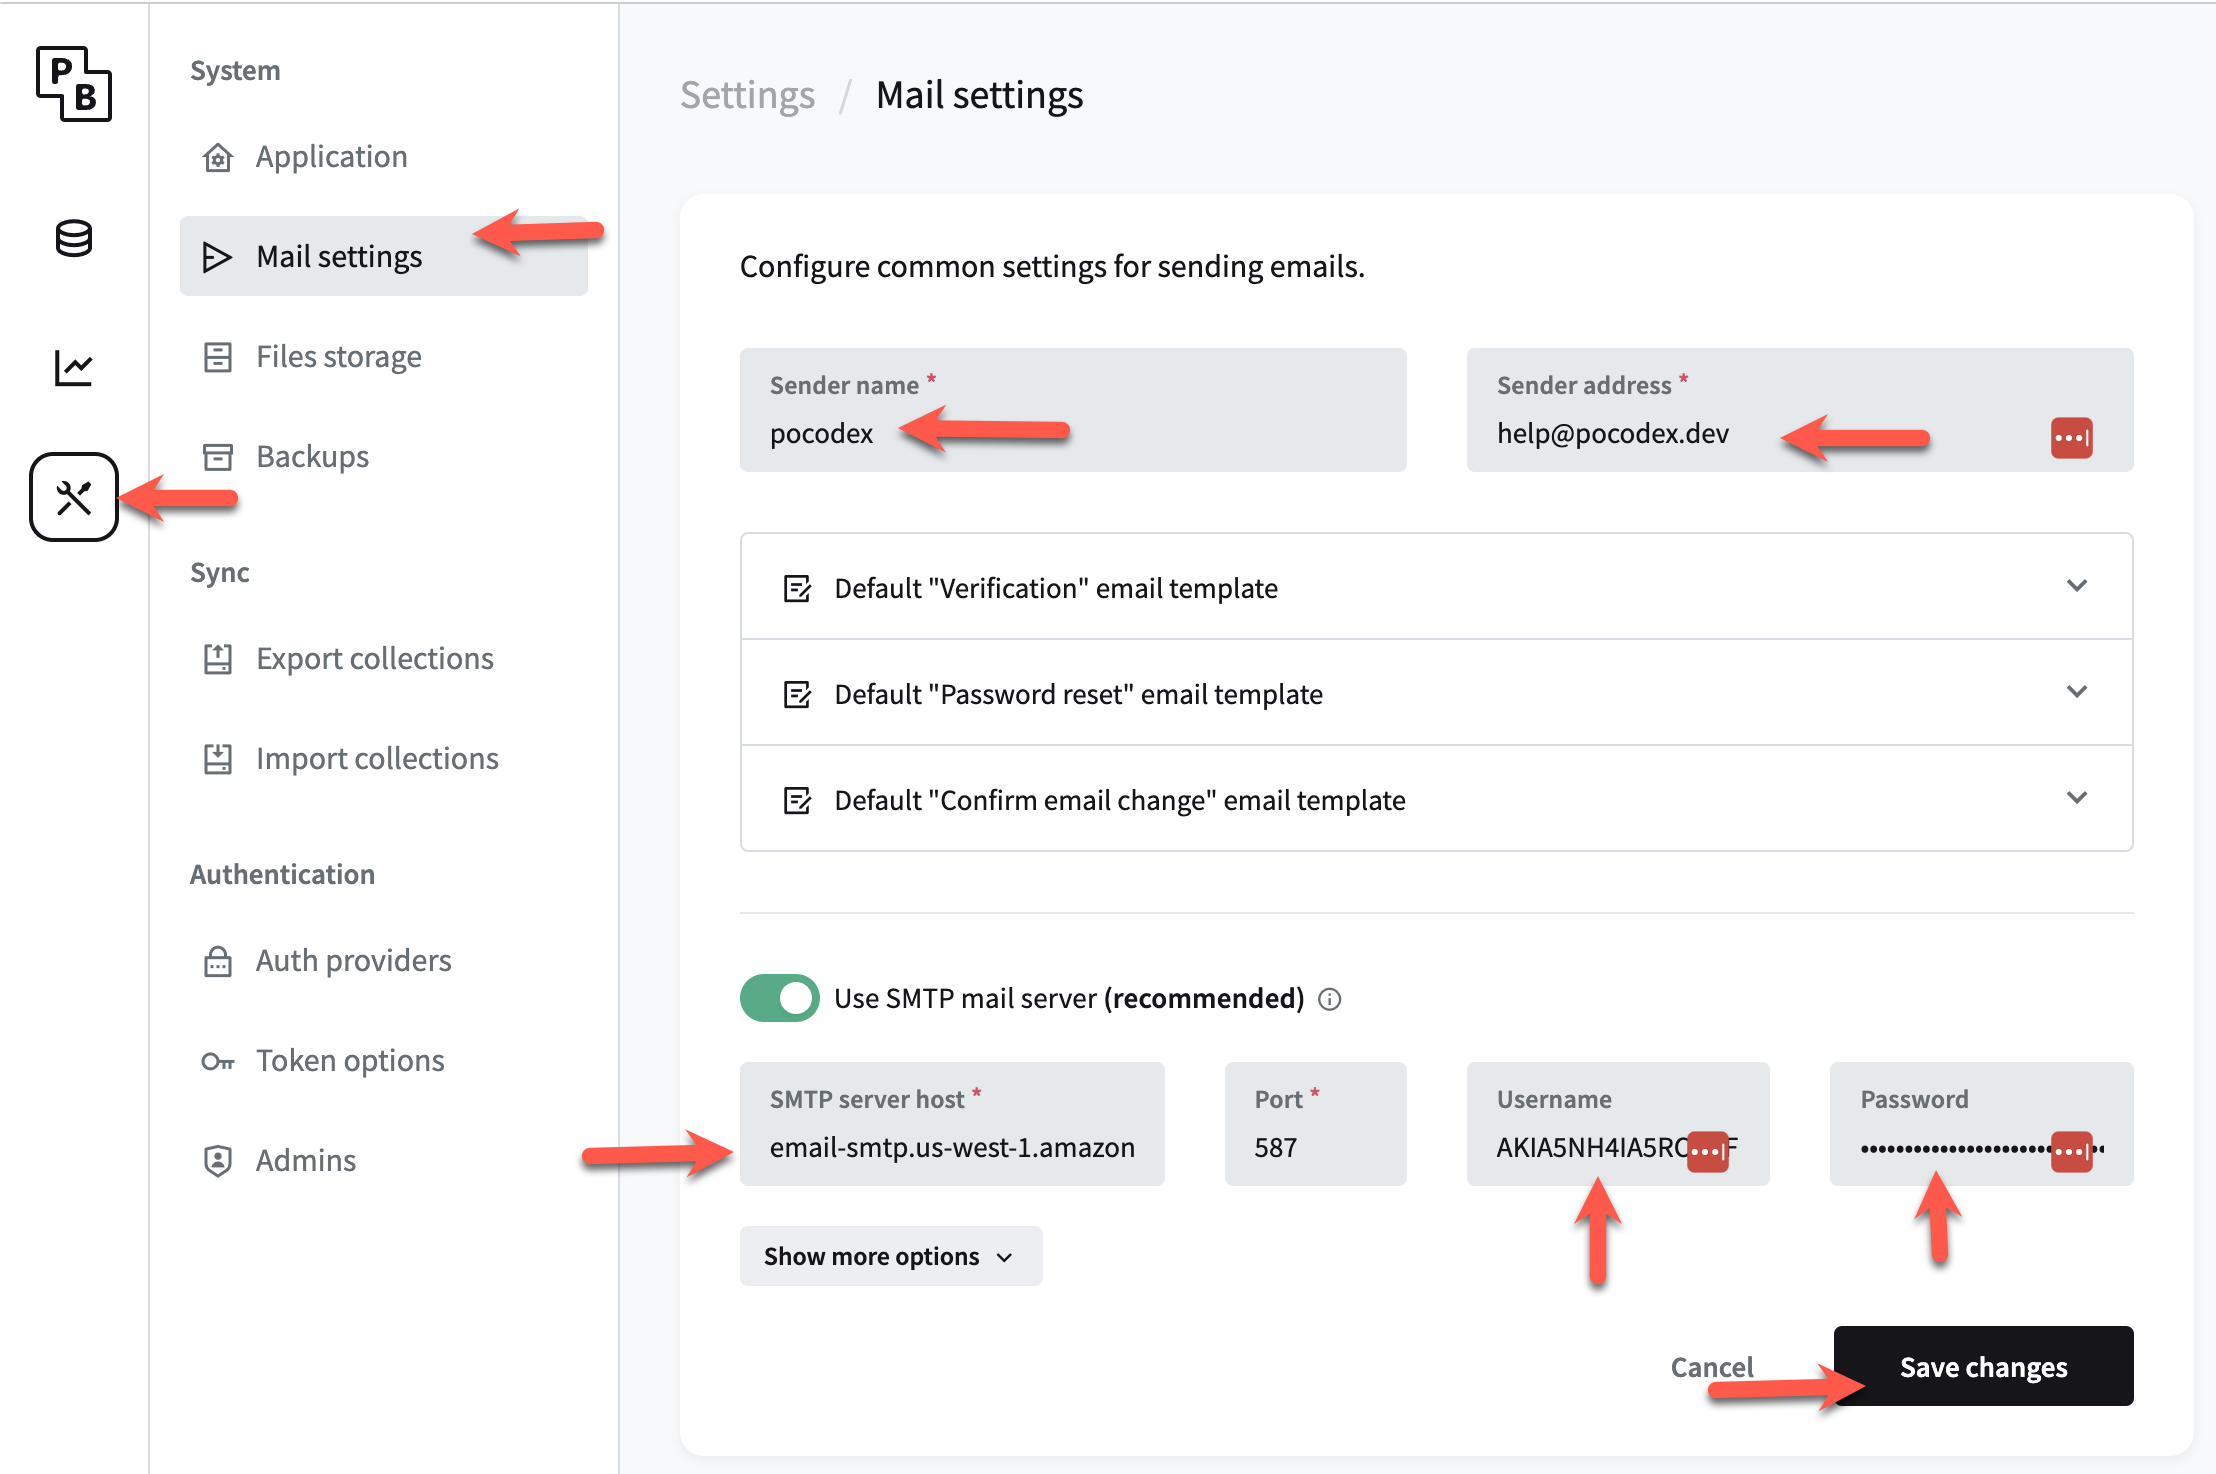 P
B
System
Application
Mail settings
Files storage
Backups
Sync
Export collections
Import collections
Authentication
Auth providers
Token options
Admins
Settings / Mail settings
Configure common settings for sending emails.
Sender name *
pocodex
Sender address *
help@pocodex.dev
Default "Verification" email template
Default "Password reset" email template
Default "Confirm email change" email template
Use SMTP mail server (recommended)
SMTP server host *
email-smtp.us-west-1.amazon
Port *
587
Username
Password
••••••••••••••••••••••
Show more options
Cancel
Save changes